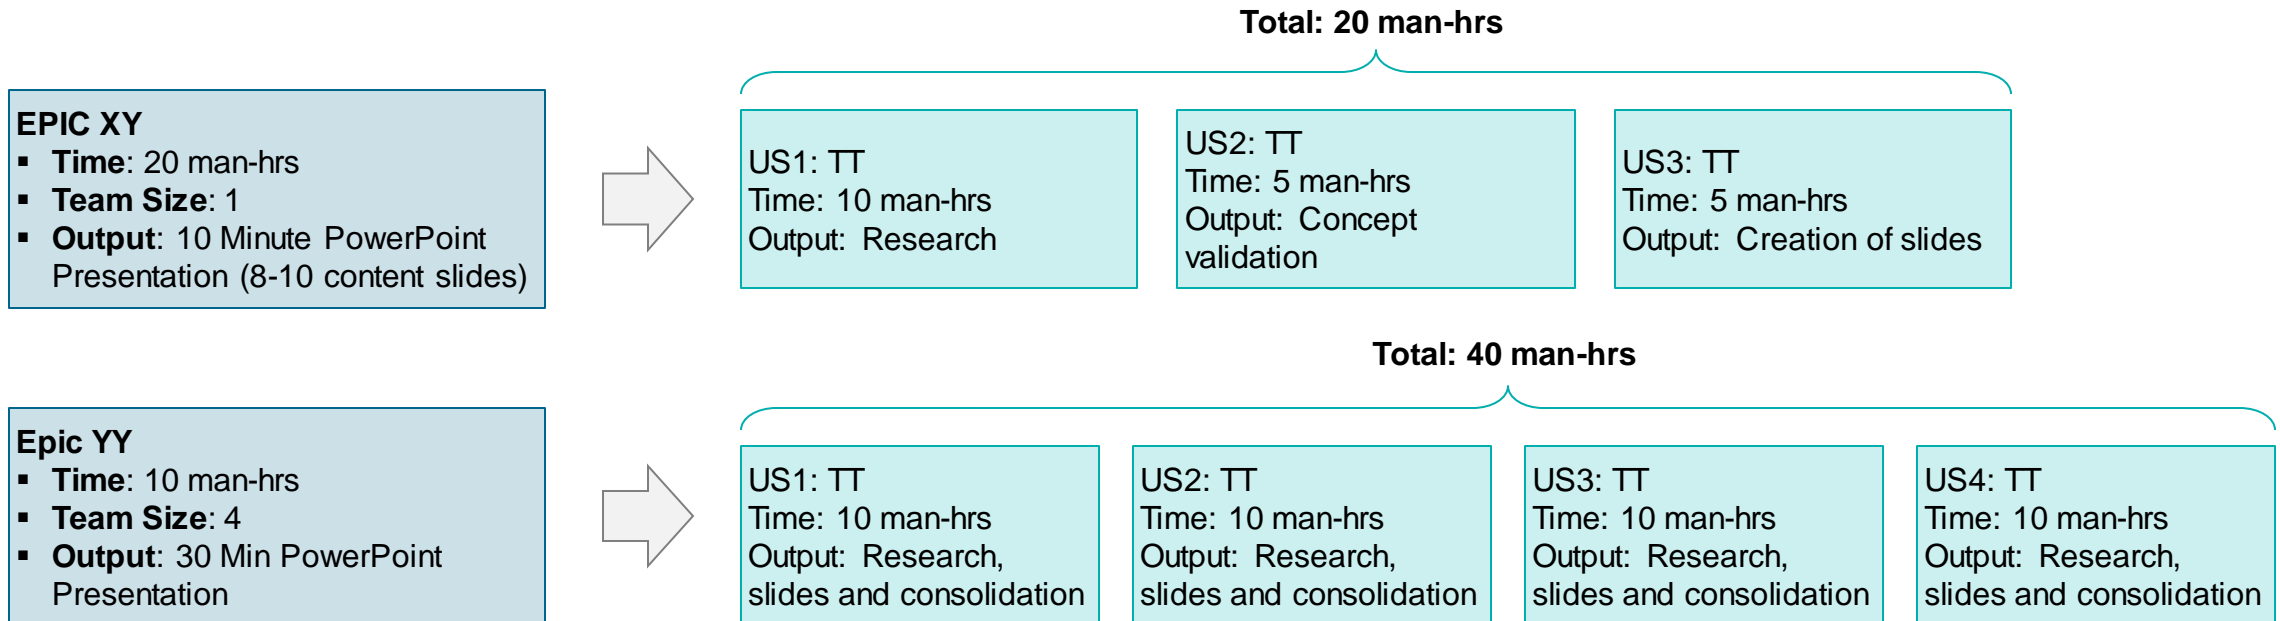 Total: 20 man-hrs
EPIC XY
▪ Time: 20 man-hrs
▪ Team Size: 1
▪ Output: 10 Minute PowerPoint
Presentation (8-10 content slides)
US1: TT
Time: 10 man-hrs
Output: Research
US2: TT
Time: 5 man-hrs
Output: Concept
validation
US3: TT
Time: 5 man-hrs
Output: Creation of slides
Total: 40 man-hrs
Epic YY
▪ Time: 10 man-hrs
▪ Team Size: 4
▪ Output: 30 Min PowerPoint
Presentation
US1: TT
Time: 10 man-hrs
Output: Research,
slides and consolidation
US2: TT
Time: 10 man-hrs
Output: Research,
slides and consolidation
US3: TT
Time: 10 man-hrs
Output: Research,
slides and consolidation
US4: TT
Time: 10 man-hrs
Output: Research,
slides and consolidation